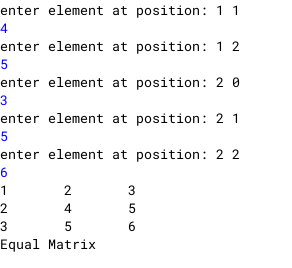 enter element at position: 1 1
4
enter element at position: 1 2
5
enter element at position: 2 0
3
enter element at position: 2 1
5
enter element at position: 2 2
6
1 2 3
2 4 5
3 5 6
Equal Matrix